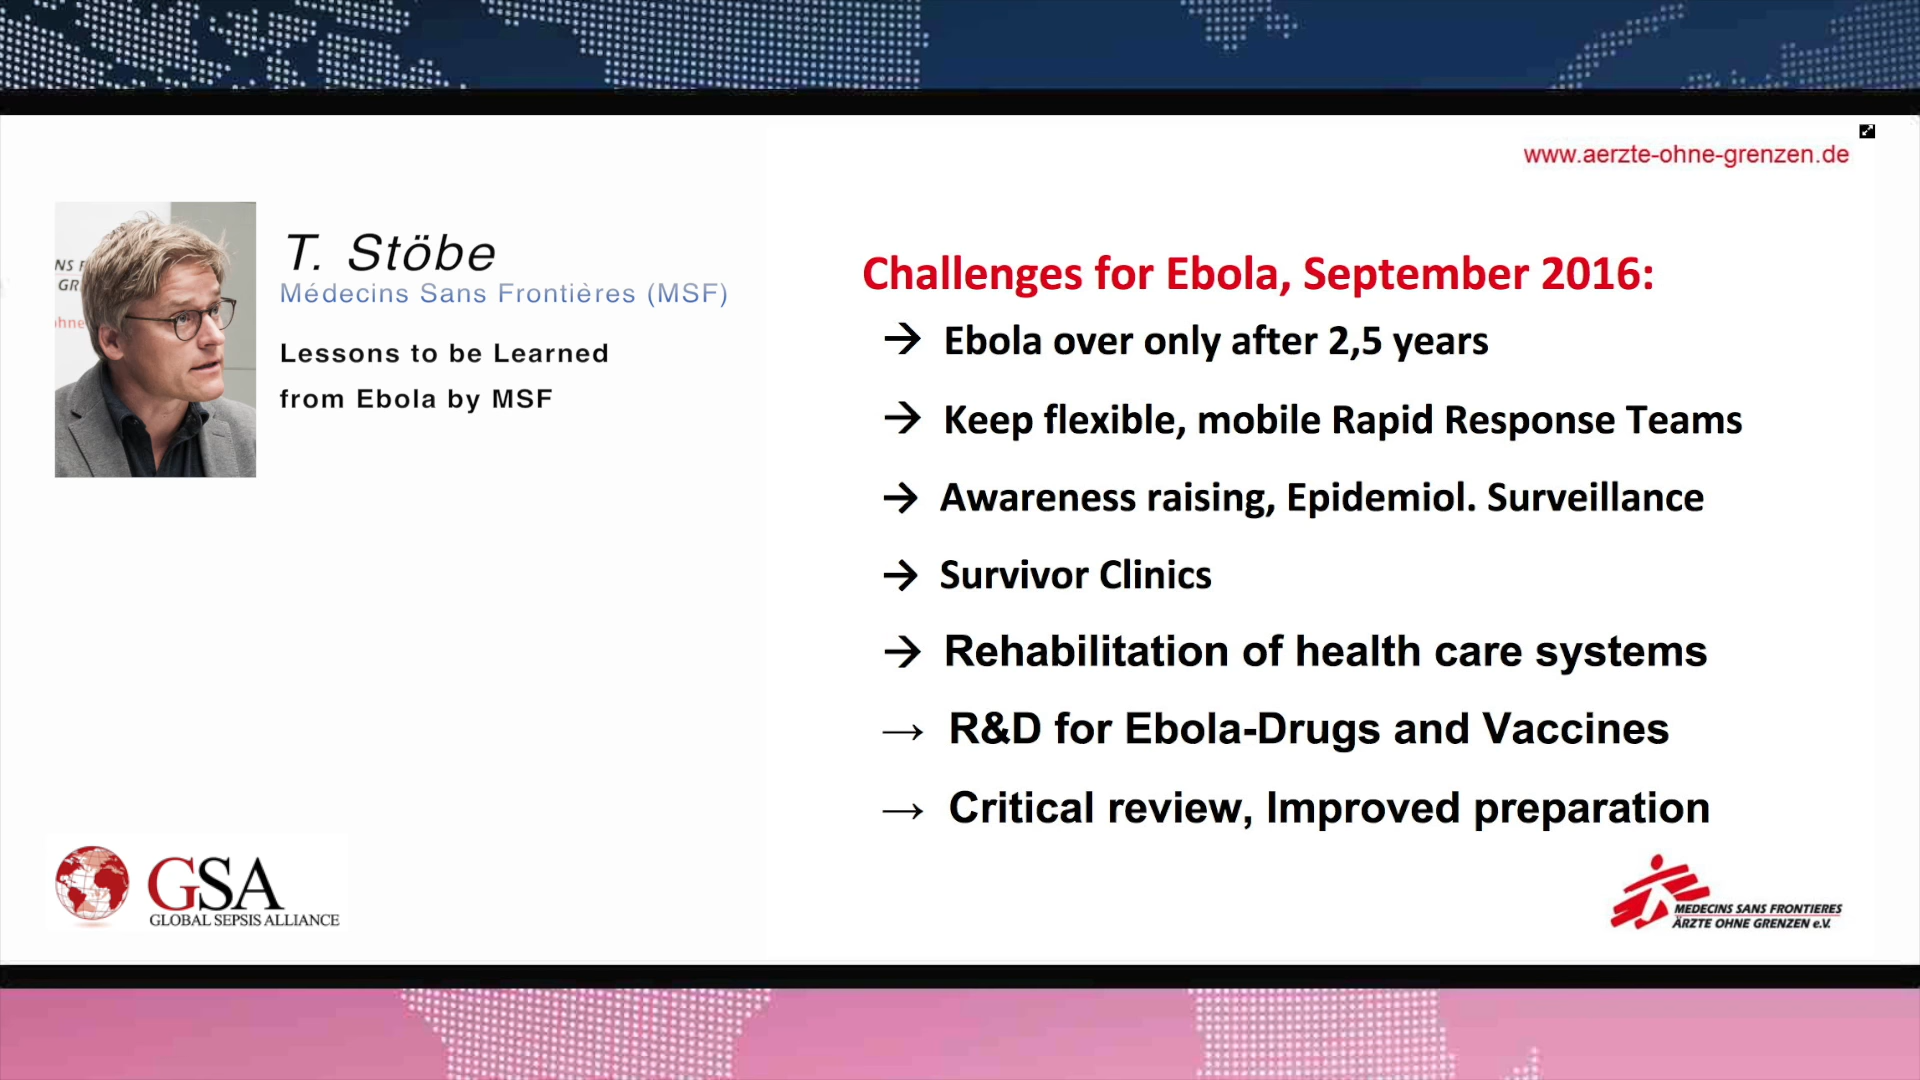 www.aerzte-ohne-grenzen.de
NS F
GR
ohne
T. Stöbe
Médecins Sans Frontières (MSF)
Lessons to be Learned
from Ebola by MSF
Challenges for Ebola, September 2016:
→ Ebola over only after 2,5 years
→ Keep flexible, mobile Rapid Response Teams
→ Awareness raising, Epidemiol. Surveillance
→ Survivor Clinics
→ Rehabilitation of health care systems
→ R&D for Ebola-Drugs and Vaccines
→ Critical review, Improved preparation
GSA
GLOBAL SEPSIS ALLIANCE
MEDECINS SANS FRONTIERES
ÄRZTE OHNE GRENZEN e.V.